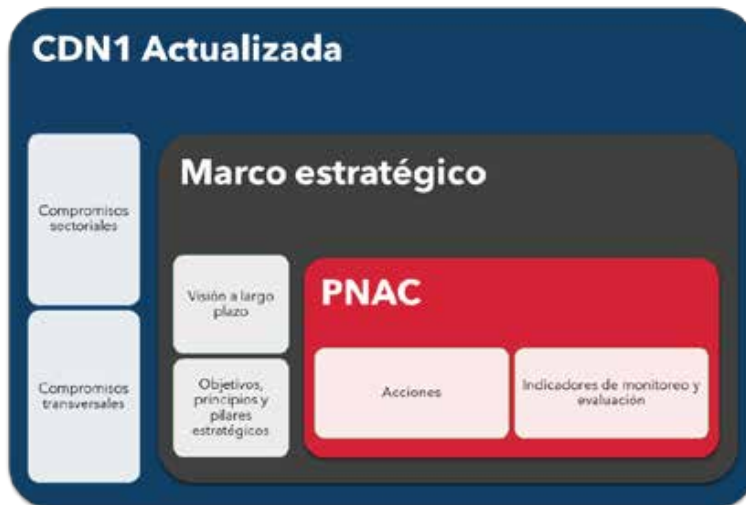 CDN1 Actualizada
Compromisos
sectoriales
Compromisos
transversales
Marco estratégico
Visión a largo
plazo
Objetivos,
principios y
pilares
estratégicos
PNAC
Acciones
Indicadores de monitoreo y
evaluación